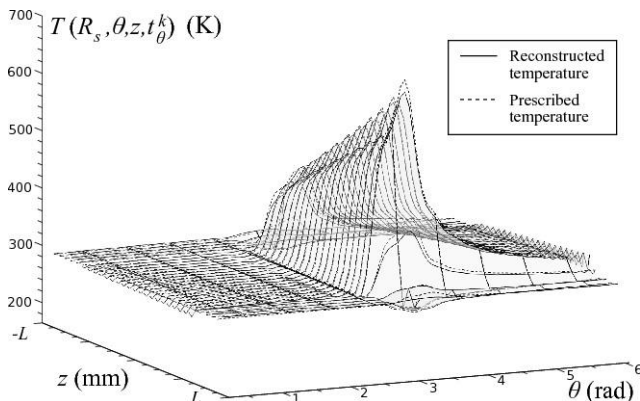 700
T (R_s, θ, z, t_θ^k) (K)
600
500
400
300
200
Reconstructed
temperature
Prescribed
temperature
-L
z (mm)
L
1
2
3
4
5
6
θ (rad)